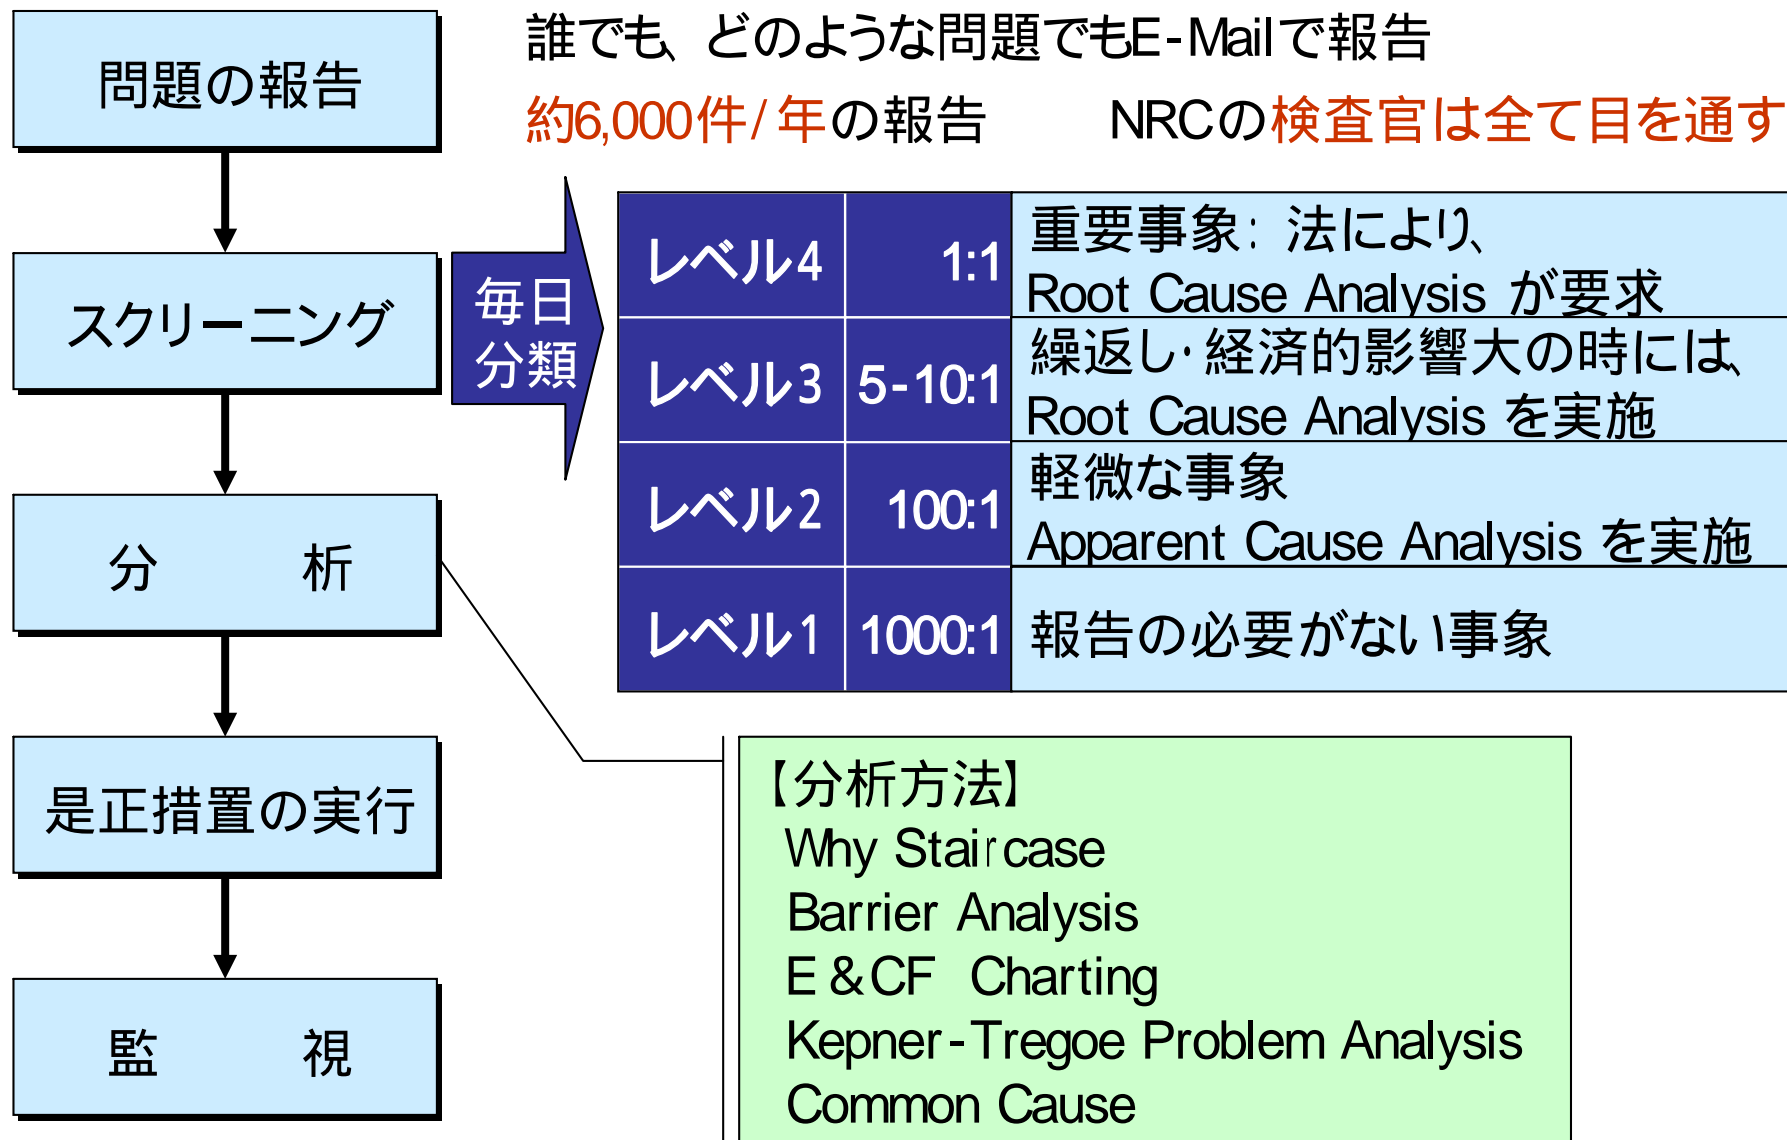 問題の報告
誰でも、どのような問題でもE-Mailで報告
約6,000件/年の報告 NRCの検査官は全て目を通す
スクリーニング
毎日
分類
レベル4 1:1 重要事象：法により、
Root Cause Analysis が要求
レベル3 5-10:1 繰返し・経済的影響大の時には、
Root Cause Analysis を実施
レベル2 100:1 軽微な事象
Apparent Cause Analysis を実施
レベル1 1000:1 報告の必要がない事象
分 析
是正措置の実行
監 視
【分析方法】
Why Staircase
Barrier Analysis
E &CF Charting
Kepner-Tregoe Problem Analysis
Common Cause